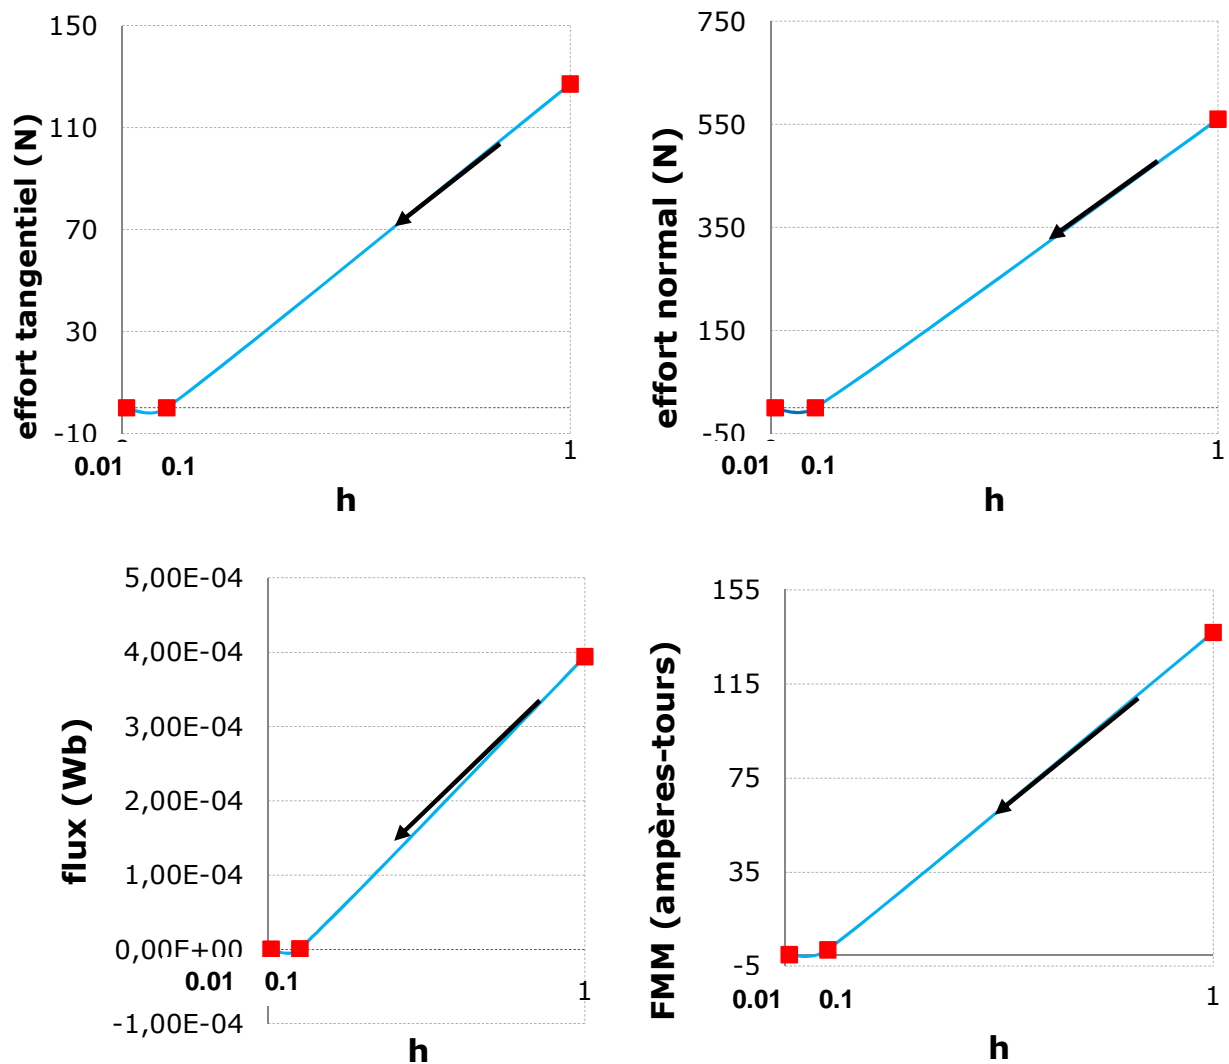 150
110
70
30
-10
effort tangentiel (N)
0.01
0.1
1
h
750
550
350
150
-50
effort normal (N)
0.01
0.1
1
h
5,00E-04
4,00E-04
3,00E-04
2,00E-04
1,00E-04
0,00E+00
-1,00E-04
flux (Wb)
0.01
0.1
1
h
155
115
75
35
-5
FMM (ampères-tours)
0.01
0.1
1
h